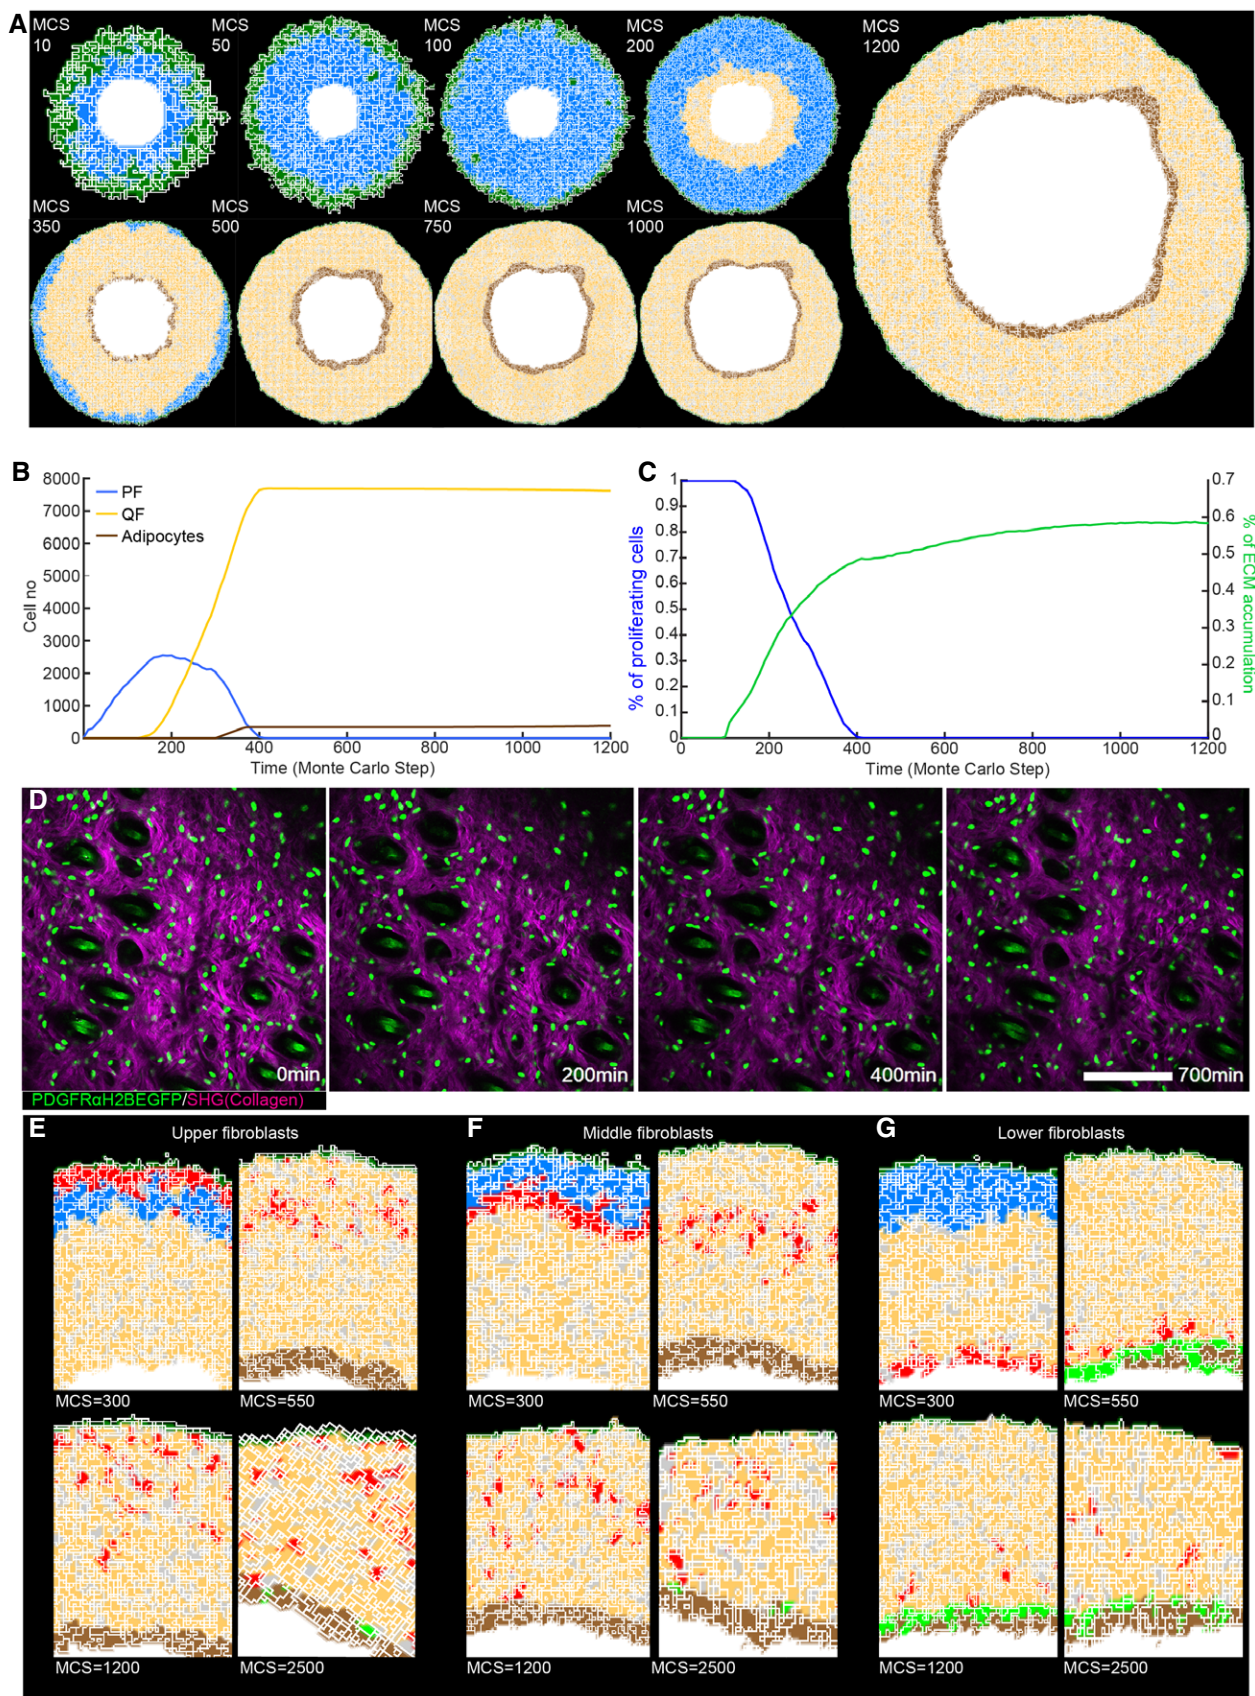 A
MCS
10
MCS
50
MCS
100
MCS
200
MCS
1200
MCS
350
MCS
500
MCS
750
MCS
1000
B
8000
7000
6000
5000
4000
3000
2000
1000
0
Cell no
PF
QF
Adipocytes
200
400
600
800
1000
1200
Time (Monte Carlo Step)
C
1
0.9
0.8
0.7
0.6
0.5
0.4
0.3
0.2
0.1
0
% of proliferating cells
0.7
0.6
0.5
0.4
0.3
0.2
0.1
0
% of ECM accumulation
0
200
400
600
800
1000
1200
Time (Monte Carlo Step)
D
0min
200min
400min
700min
PDGFRαH2BEGFP/SHG(Collagen)
E
Upper fibroblasts
MCS=300
MCS=550
MCS=1200
MCS=2500
F
Middle fibroblasts
MCS=300
MCS=550
MCS=1200
MCS=2500
G
Lower fibroblasts
MCS=300
MCS=550
MCS=1200
MCS=2500